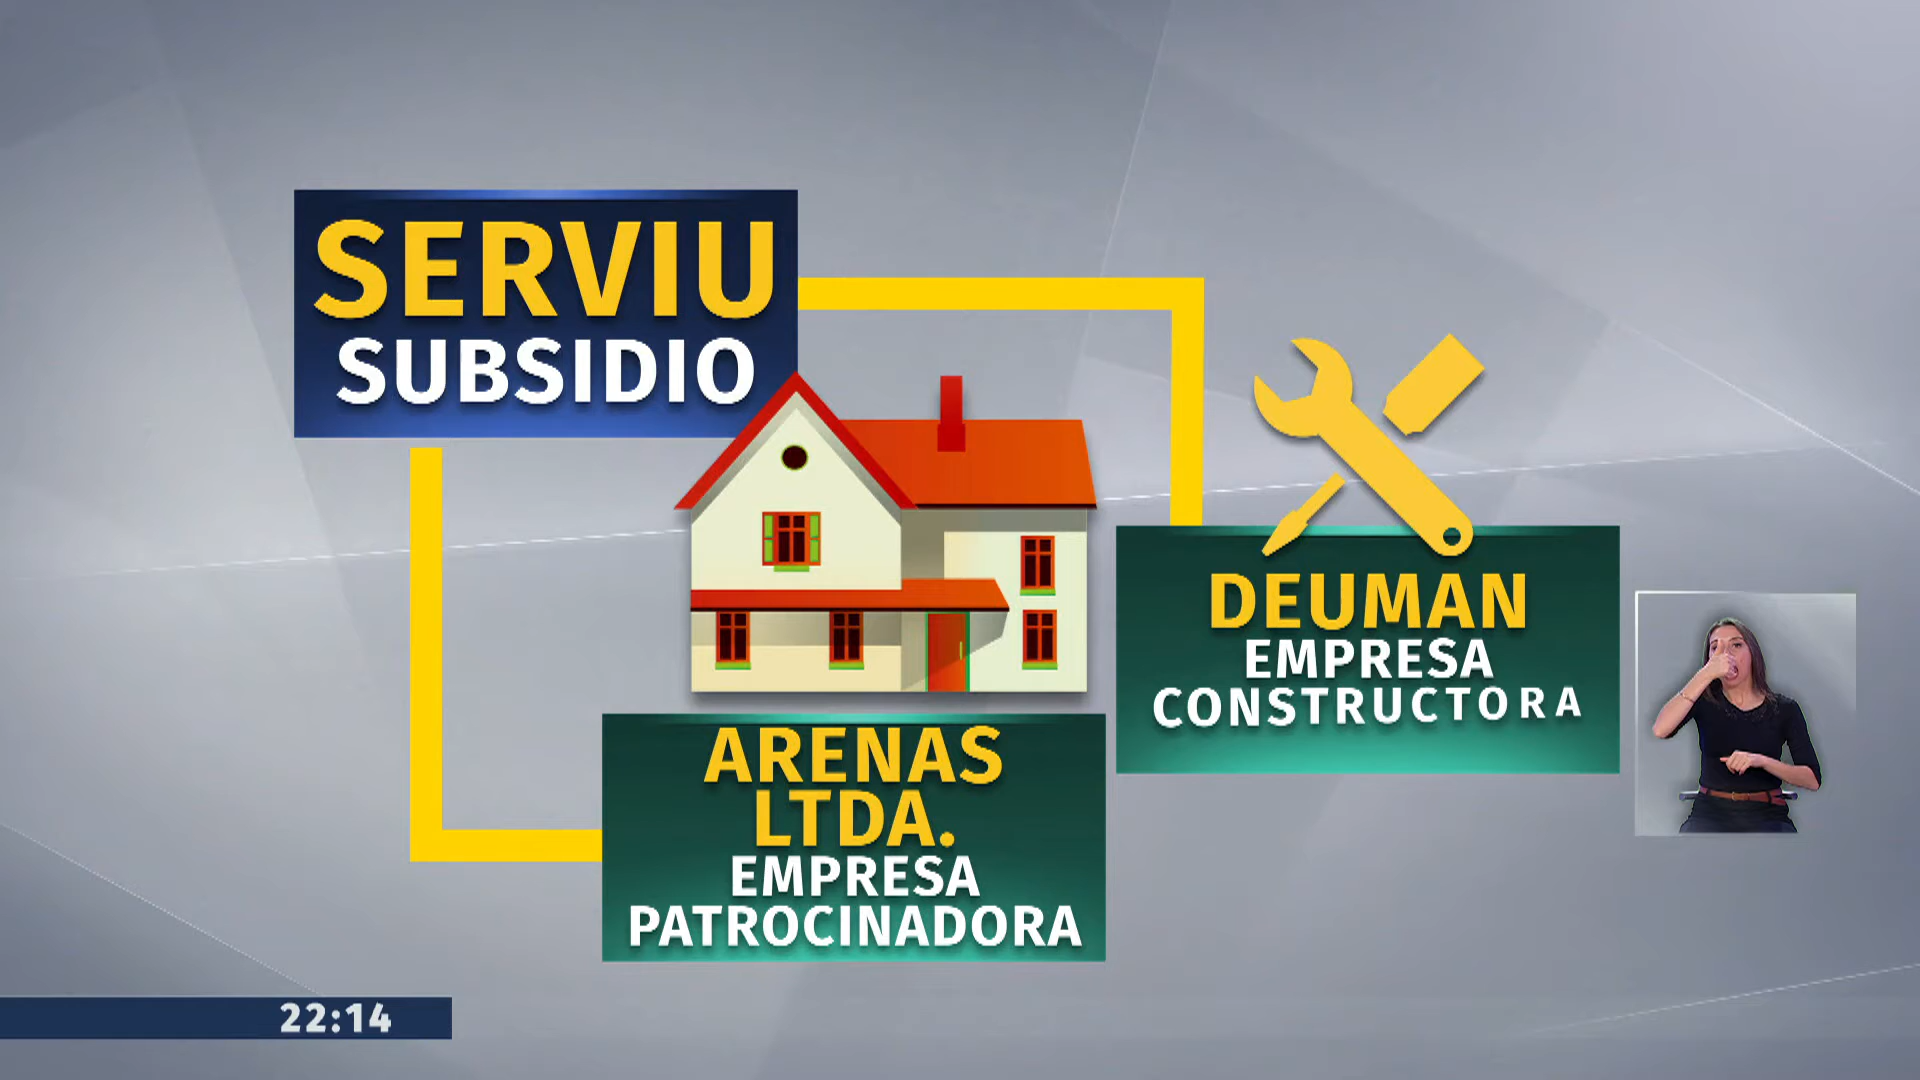 SERVIU
SUBSIDIO
DEUMAN
EMPRESA
CONSTRUCTORA
ARENAS
LTDA.
EMPRESA
PATROCINADORA
22:14